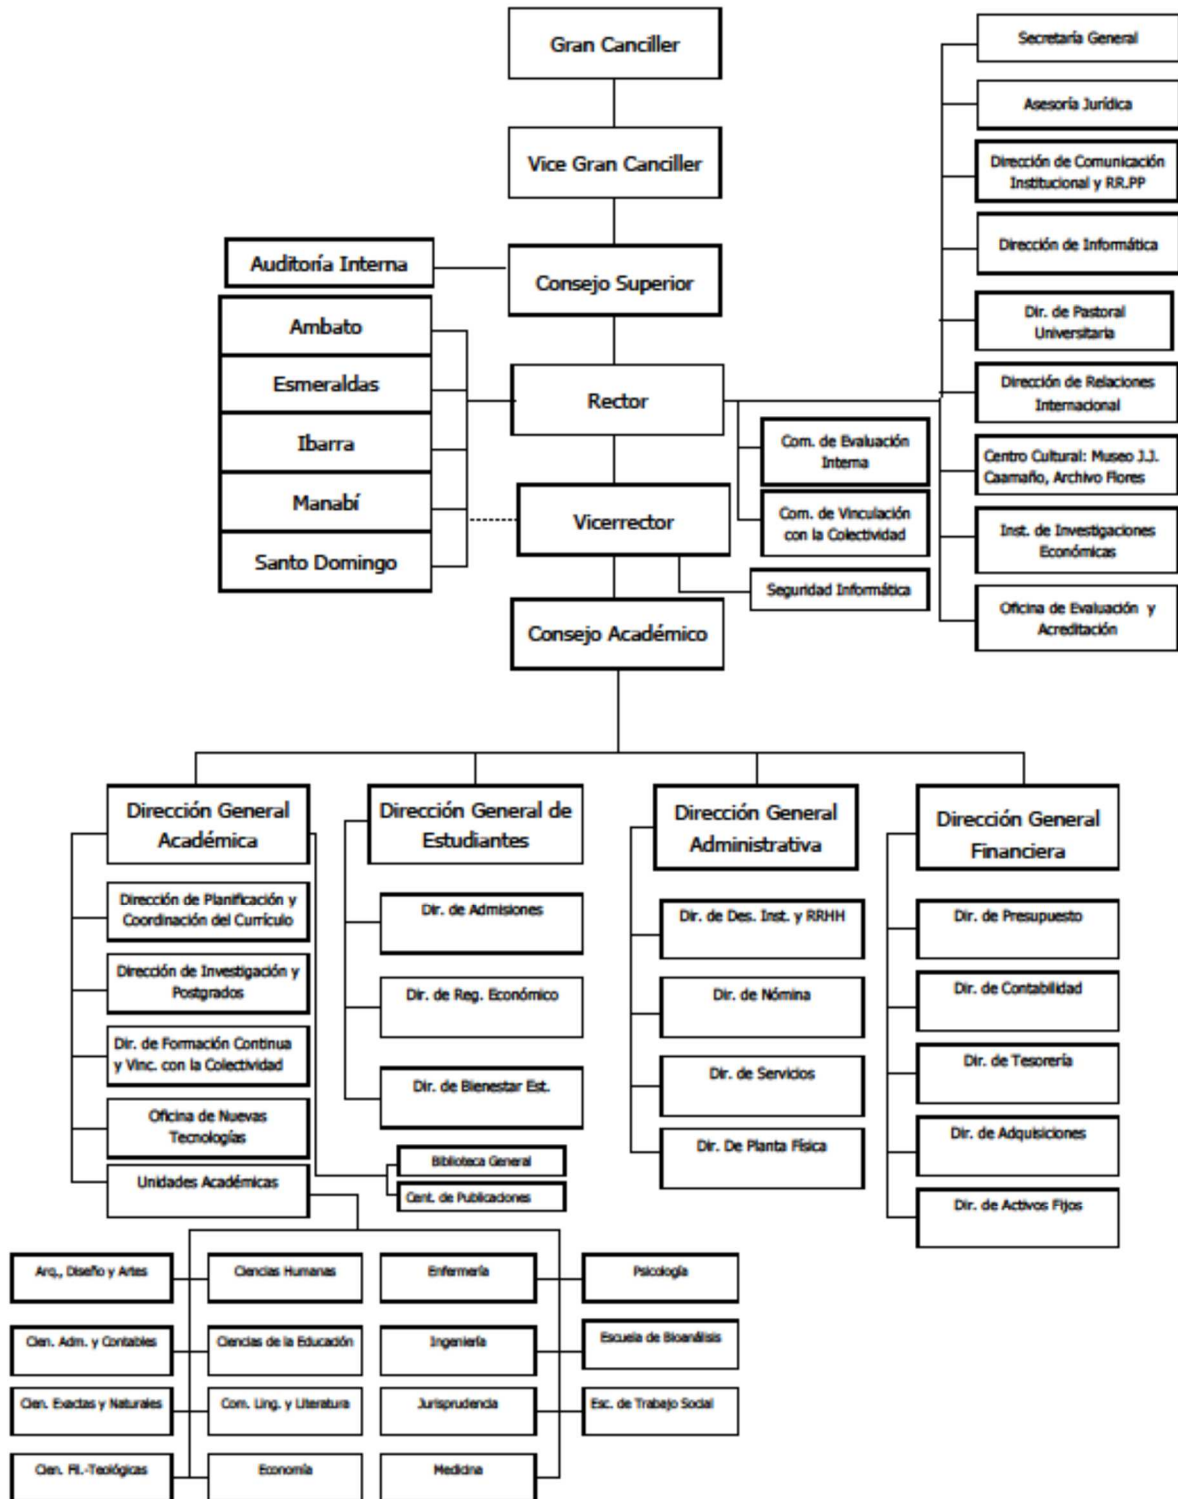 Gran Canciller
Vice Gran Canciller
Auditoría Interna
Consejo Superior
Ambato
Esmeraldas
Ibarra
Manabí
Santo Domingo
Rector
Vicerrector
Consejo Académico
Com. de Evaluación
Interna
Com. de Vinculación
con la Colectividad
Seguridad Informática
Secretaría General
Asesoría Jurídica
Dirección de Comunicación
Institucional y RR.PP
Dirección de Informática
Dir. de Pastoral
Universitaria
Dirección de Relaciones
Internacional
Centro Cultural: Museo J.J.
Caamaño, Archivo Flores
Inst. de Investigaciones
Económicas
Oficina de Evaluación y
Acreditación
Dirección General
Académica
Dirección de Planificación y
Coordinación del Currículo
Dirección de Investigación y
Postgrados
Dir. de Formación Continua
y Vinc. con la Colectividad
Oficina de Nuevas
Tecnologías
Unidades Académicas
Dirección General de
Estudiantes
Dir. de Admisiones
Dir. de Reg. Económico
Dir. de Bienestar Est.
Biblioteca General
Cent. de Publicaciones
Dirección General
Administrativa
Dir. de Des. Inst. y RRHH
Dir. de Nómina
Dir. de Servicios
Dir. De Planta Física
Dirección General
Financiera
Dir. de Presupuesto
Dir. de Contabilidad
Dir. de Tesorería
Dir. de Adquisiciones
Dir. de Activos Fijos
Arq., Diseño y Artes
Ciencias Humanas
Enfermería
Psicología
Cien. Adm. y Contables
Ciencias de la Educación
Ingeniería
Escuela de Bioanálisis
Cien. Exactas y Naturales
Com. Ling. y Literatura
Jurisprudencia
Esc. de Trabajo Social
Cien. Fil.-Teológicas
Economía
Medicina